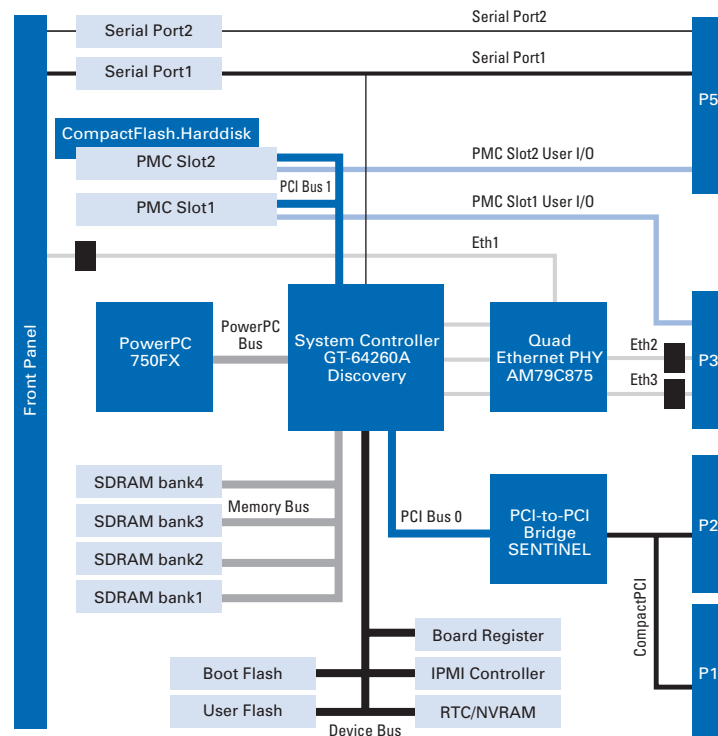 Serial Port2
Serial Port2
Serial Port1
Serial Port1
P5
CompactFlash.Harddisk
PMC Slot2
PMC Slot2 User I/O
PCI Bus 1
PMC Slot1
PMC Slot1 User I/O
Eth1
Front Panel
PowerPC
750FX
PowerPC
Bus
System Controller
GT-64260A
Discovery
Quad
Ethernet PHY
AM79C875
Eth2
Eth3
P3
SDRAM bank4
SDRAM bank3
SDRAM bank2
SDRAM bank1
Memory Bus
PCI Bus 0
PCI-to-PCI
Bridge
SENTINEL
P2
CompactPCI
P1
Board Register
Boot Flash
IPMI Controller
User Flash
RTC/NVRAM
Device Bus